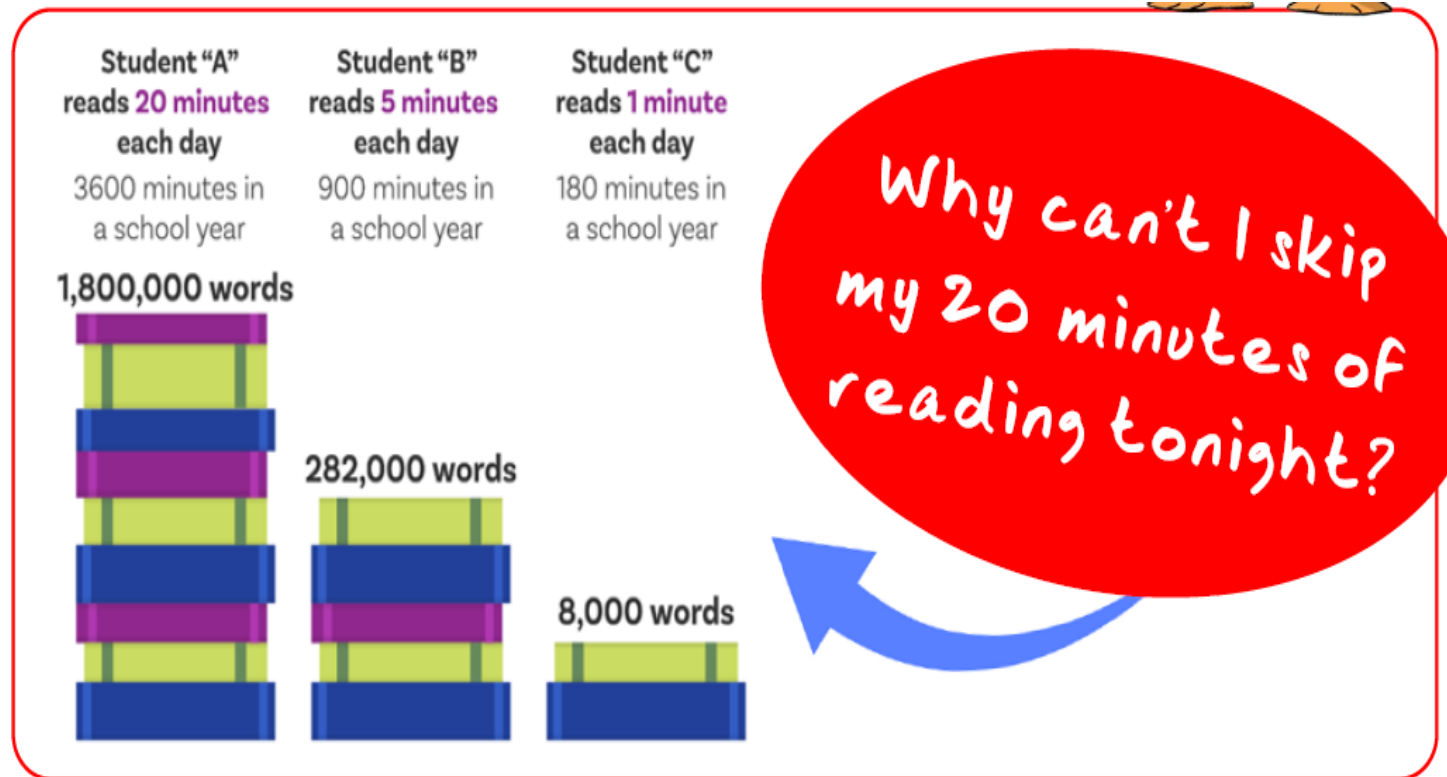 Student “A”
reads 20 minutes
each day
3600 minutes in
a school year
1,800,000 words
Student “B”
reads 5 minutes
each day
900 minutes in
a school year
282,000 words
Student “C”
reads 1 minute
each day
180 minutes in
a school year
8,000 words
Why can't I skip
my 20 minutes of
reading tonight?